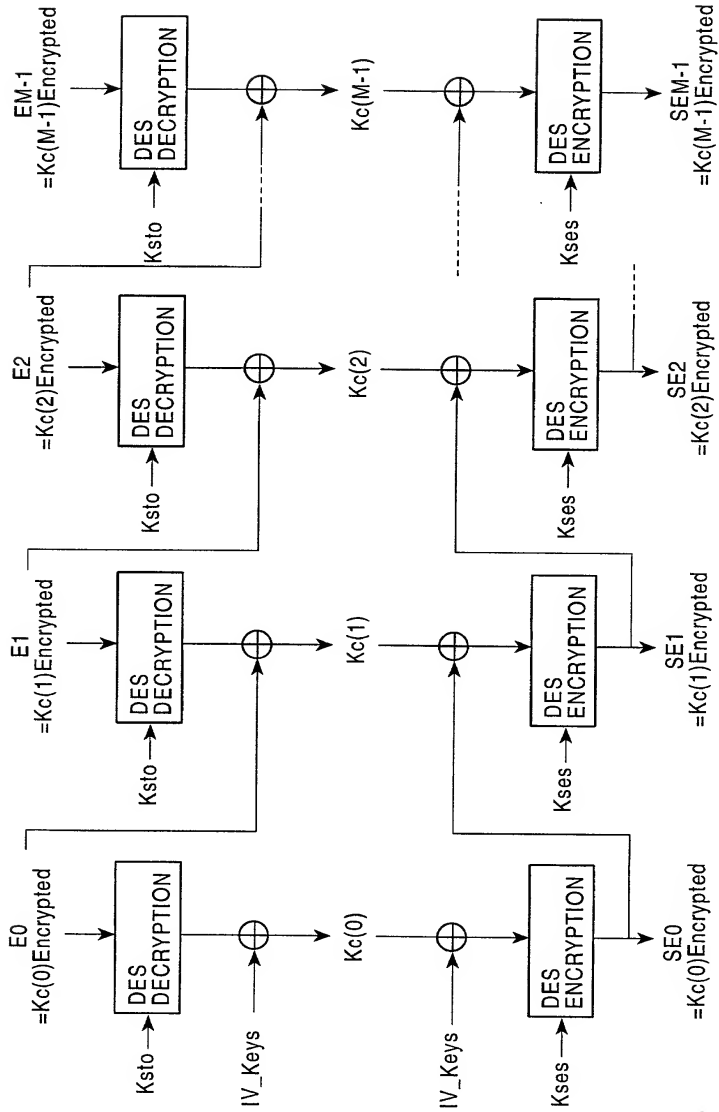 E0
=Kc(0)Encrypted
E1
=Kc(1)Encrypted
E2
=Kc(2)Encrypted
EM-1
=Kc(M-1)Encrypted
Ksto
DES
DECRYPTION
Ksto
DES
DECRYPTION
Ksto
DES
DECRYPTION
Ksto
DES
DECRYPTION
IV_Keys
Kc(0)
Kc(1)
Kc(2)
Kc(M-1)
IV_Keys
Kses
DES
ENCRYPTION
Kses
DES
ENCRYPTION
Kses
DES
ENCRYPTION
Kses
DES
ENCRYPTION
SE0
=Kc(0)Encrypted
SE1
=Kc(1)Encrypted
SE2
=Kc(2)Encrypted
SEM-1
=Kc(M-1)Encrypted